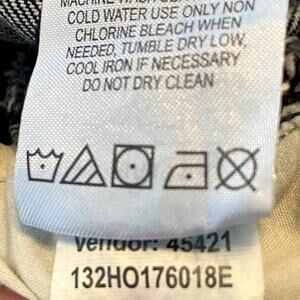 COLD WATER USE ONLY NON
CHLORINE BLEACH WHEN
NEEDED, TUMBLE DRY LOW,
COOL IRON IF NECESSARY
DO NOT DRY CLEAN
vendor: 45421
132HO176018E